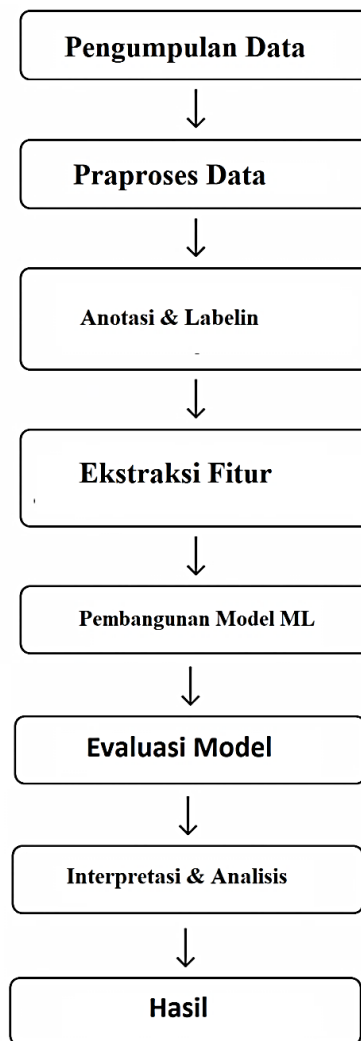 Pengumpulan Data
Praproses Data
Anotasi & Labelin
Ekstraksi Fitur
Pembangunan Model ML
Evaluasi Model
Interpretasi & Analisis
Hasil